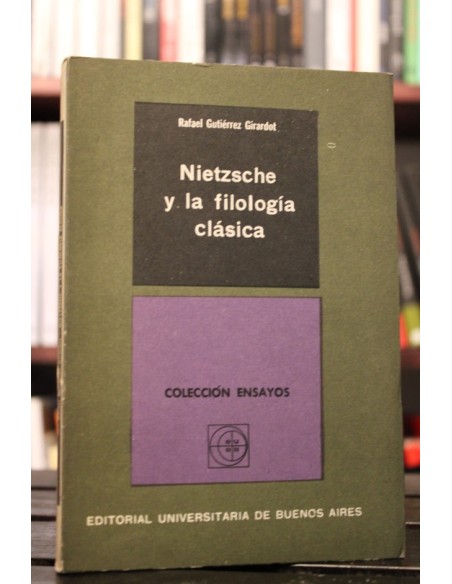 Rafael Gutiérrez Girardot
Nietzsche
y la filología
clásica
COLECCIÓN ENSAYOS
EDITORIAL UNIVERSITARIA DE BUENOS AIRES